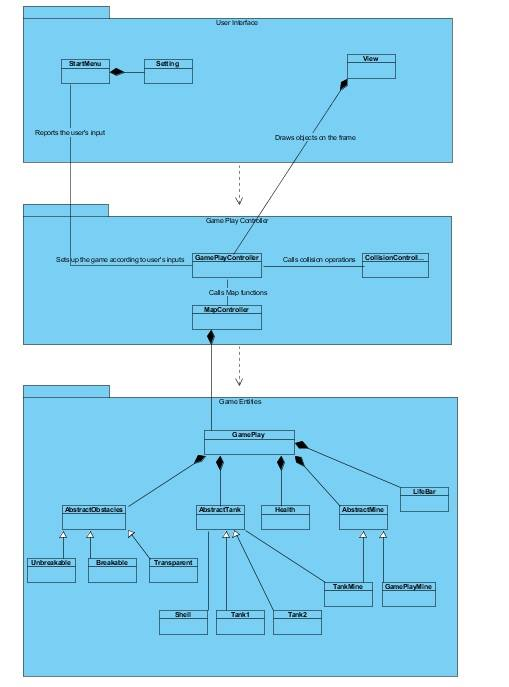 User Interface
StartMenu
Setting
View
Reports the user's input
Draws objects on the frame
Game Play Controller
Sets up the game according to user's inputs
GamePlayController
Calls collision operations
CollisionControll...
Calls Map functions
MapController
Game Entities
GamePlay
LifeBar
AbstractObstacles
AbstractTank
Health
AbstractMine
Unbreakable
Breakable
Transparent
TankMine
GamePlayMine
Shell
Tank1
Tank2